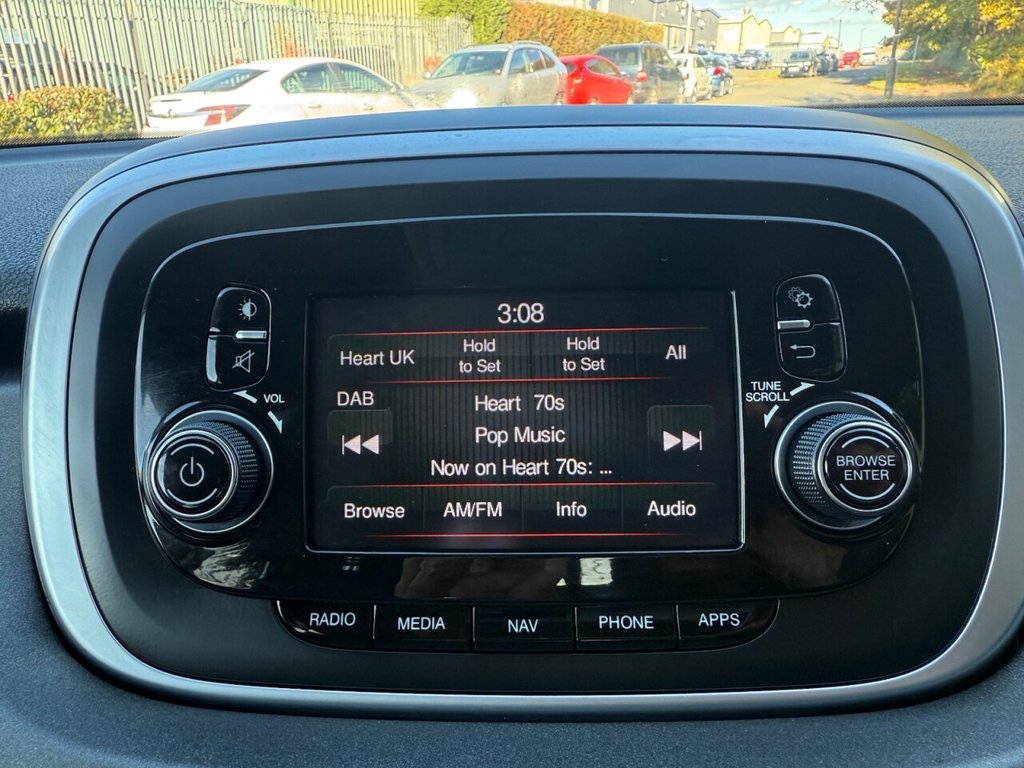 3:08
Heart UK
Hold
to Set
Hold
to Set
All
DAB
Heart 70s
Pop Music
Now on Heart 70s: ...
Browse
AM/FM
Info
Audio
VOL
TUNE
SCROLL
BROWSE
ENTER
RADIO
MEDIA
NAV
PHONE
APPS